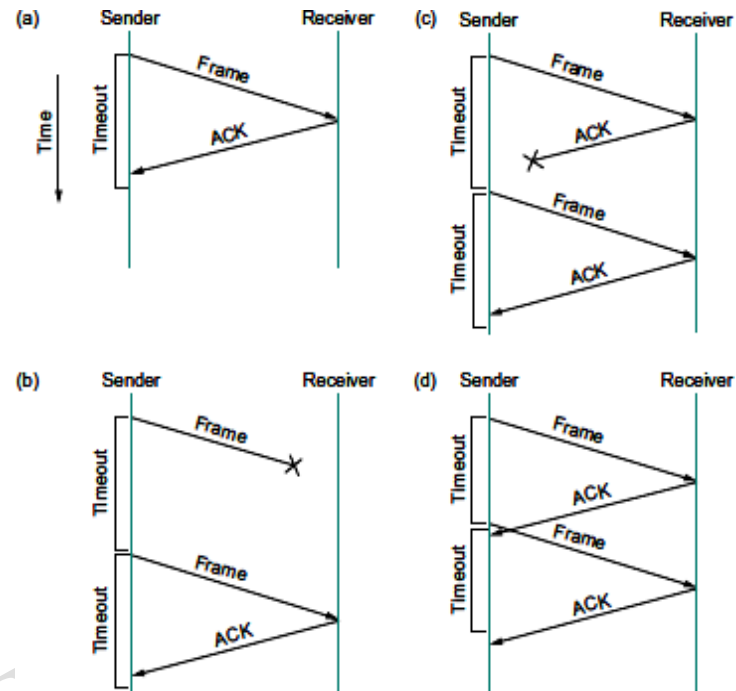 (a)
Sender
Receiver
Time
Timeout
Frame
ACK
(c)
Sender
Receiver
Timeout
Frame
ACK
Timeout
Frame
ACK
(b)
Sender
Receiver
Timeout
Frame
Timeout
Frame
ACK
(d)
Sender
Receiver
Timeout
Frame
ACK
Timeout
Frame
ACK